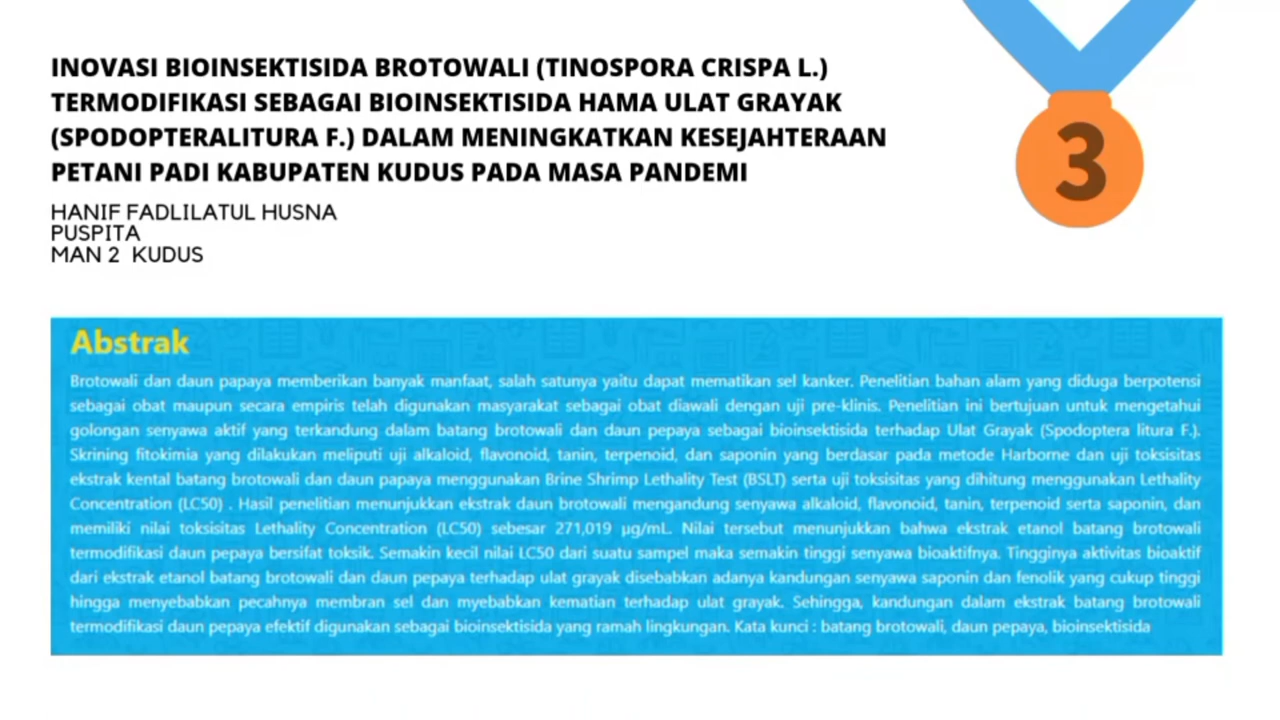 INOVASI BIOINSEKTISIDA BROTOWALI (TINOSPORA CRISPA L.)
TERMODIFIKASI SEBAGAI BIOINSEKTISIDA HAMA ULAT GRAYAK
(SPODOPTERALITURA F.) DALAM MENINGKATKAN KESEJAHTERAAN
PETANI PADI KABUPATEN KUDUS PADA MASA PANDEMI
HANIF FADLILATUL HUSNA
PUSPITA
MAN 2 KUDUS
3
Abstrak
Brotowali dan daun papaya memberikan banyak manfaat, salah satunya yaitu dapat mematikan sel kanker. Penelitian bahan alam yang diduga berpotensi
sebagai obat maupun secara empiris telah digunakan masyarakat sebagai obat diawali dengan uji pre-klinis. Penelitian ini bertujuan untuk mengetahui
golongan senyawa aktif yang terkandung dalam batang brotowali dan daun pepaya sebagai bioinsektisida terhadap Ulat Grayak (Spodoptera litura F.).
Skrining fitokimia yang dilakukan meliputi uji alkaloid, flavonoid, tanin, terpenoid, dan saponin yang berdasar pada metode Harborne dan uji toksisitas
ekstrak kental batang brotowali dan daun papaya menggunakan Brine Shrimp Lethality Test (BSLT) serta uji toksisitas yang dihitung menggunakan Lethality
Concentration (LC50) . Hasil penelitian menunjukkan ekstrak daun brotowali mengandung senyawa alkaloid, flavonoid, tanin, terpenoid serta saponin, dan
memiliki nilai toksisitas Lethality Concentration (LC50) sebesar 271,019 µg/mL. Nilai tersebut menunjukkan bahwa ekstrak etanol batang brotowali
termodifikasi daun pepaya bersifat toksik. Semakin kecil nilai LC50 dari suatu sampel maka semakin tinggi senyawa bioaktifnya. Tingginya aktivitas bioaktif
dari ekstrak etanol batang brotowali dan daun pepaya terhadap ulat grayak disebabkan adanya kandungan senyawa saponin dan fenolik yang cukup tinggi
hingga menyebabkan pecahnya membran sel dan myebabkan kematian terhadap ulat grayak. Sehingga, kandungan dalam ekstrak batang brotowali
termodifikasi daun pepaya efektif digunakan sebagai bioinsektisida yang ramah lingkungan. Kata kunci : batang brotowali, daun pepaya, bioinsektisida